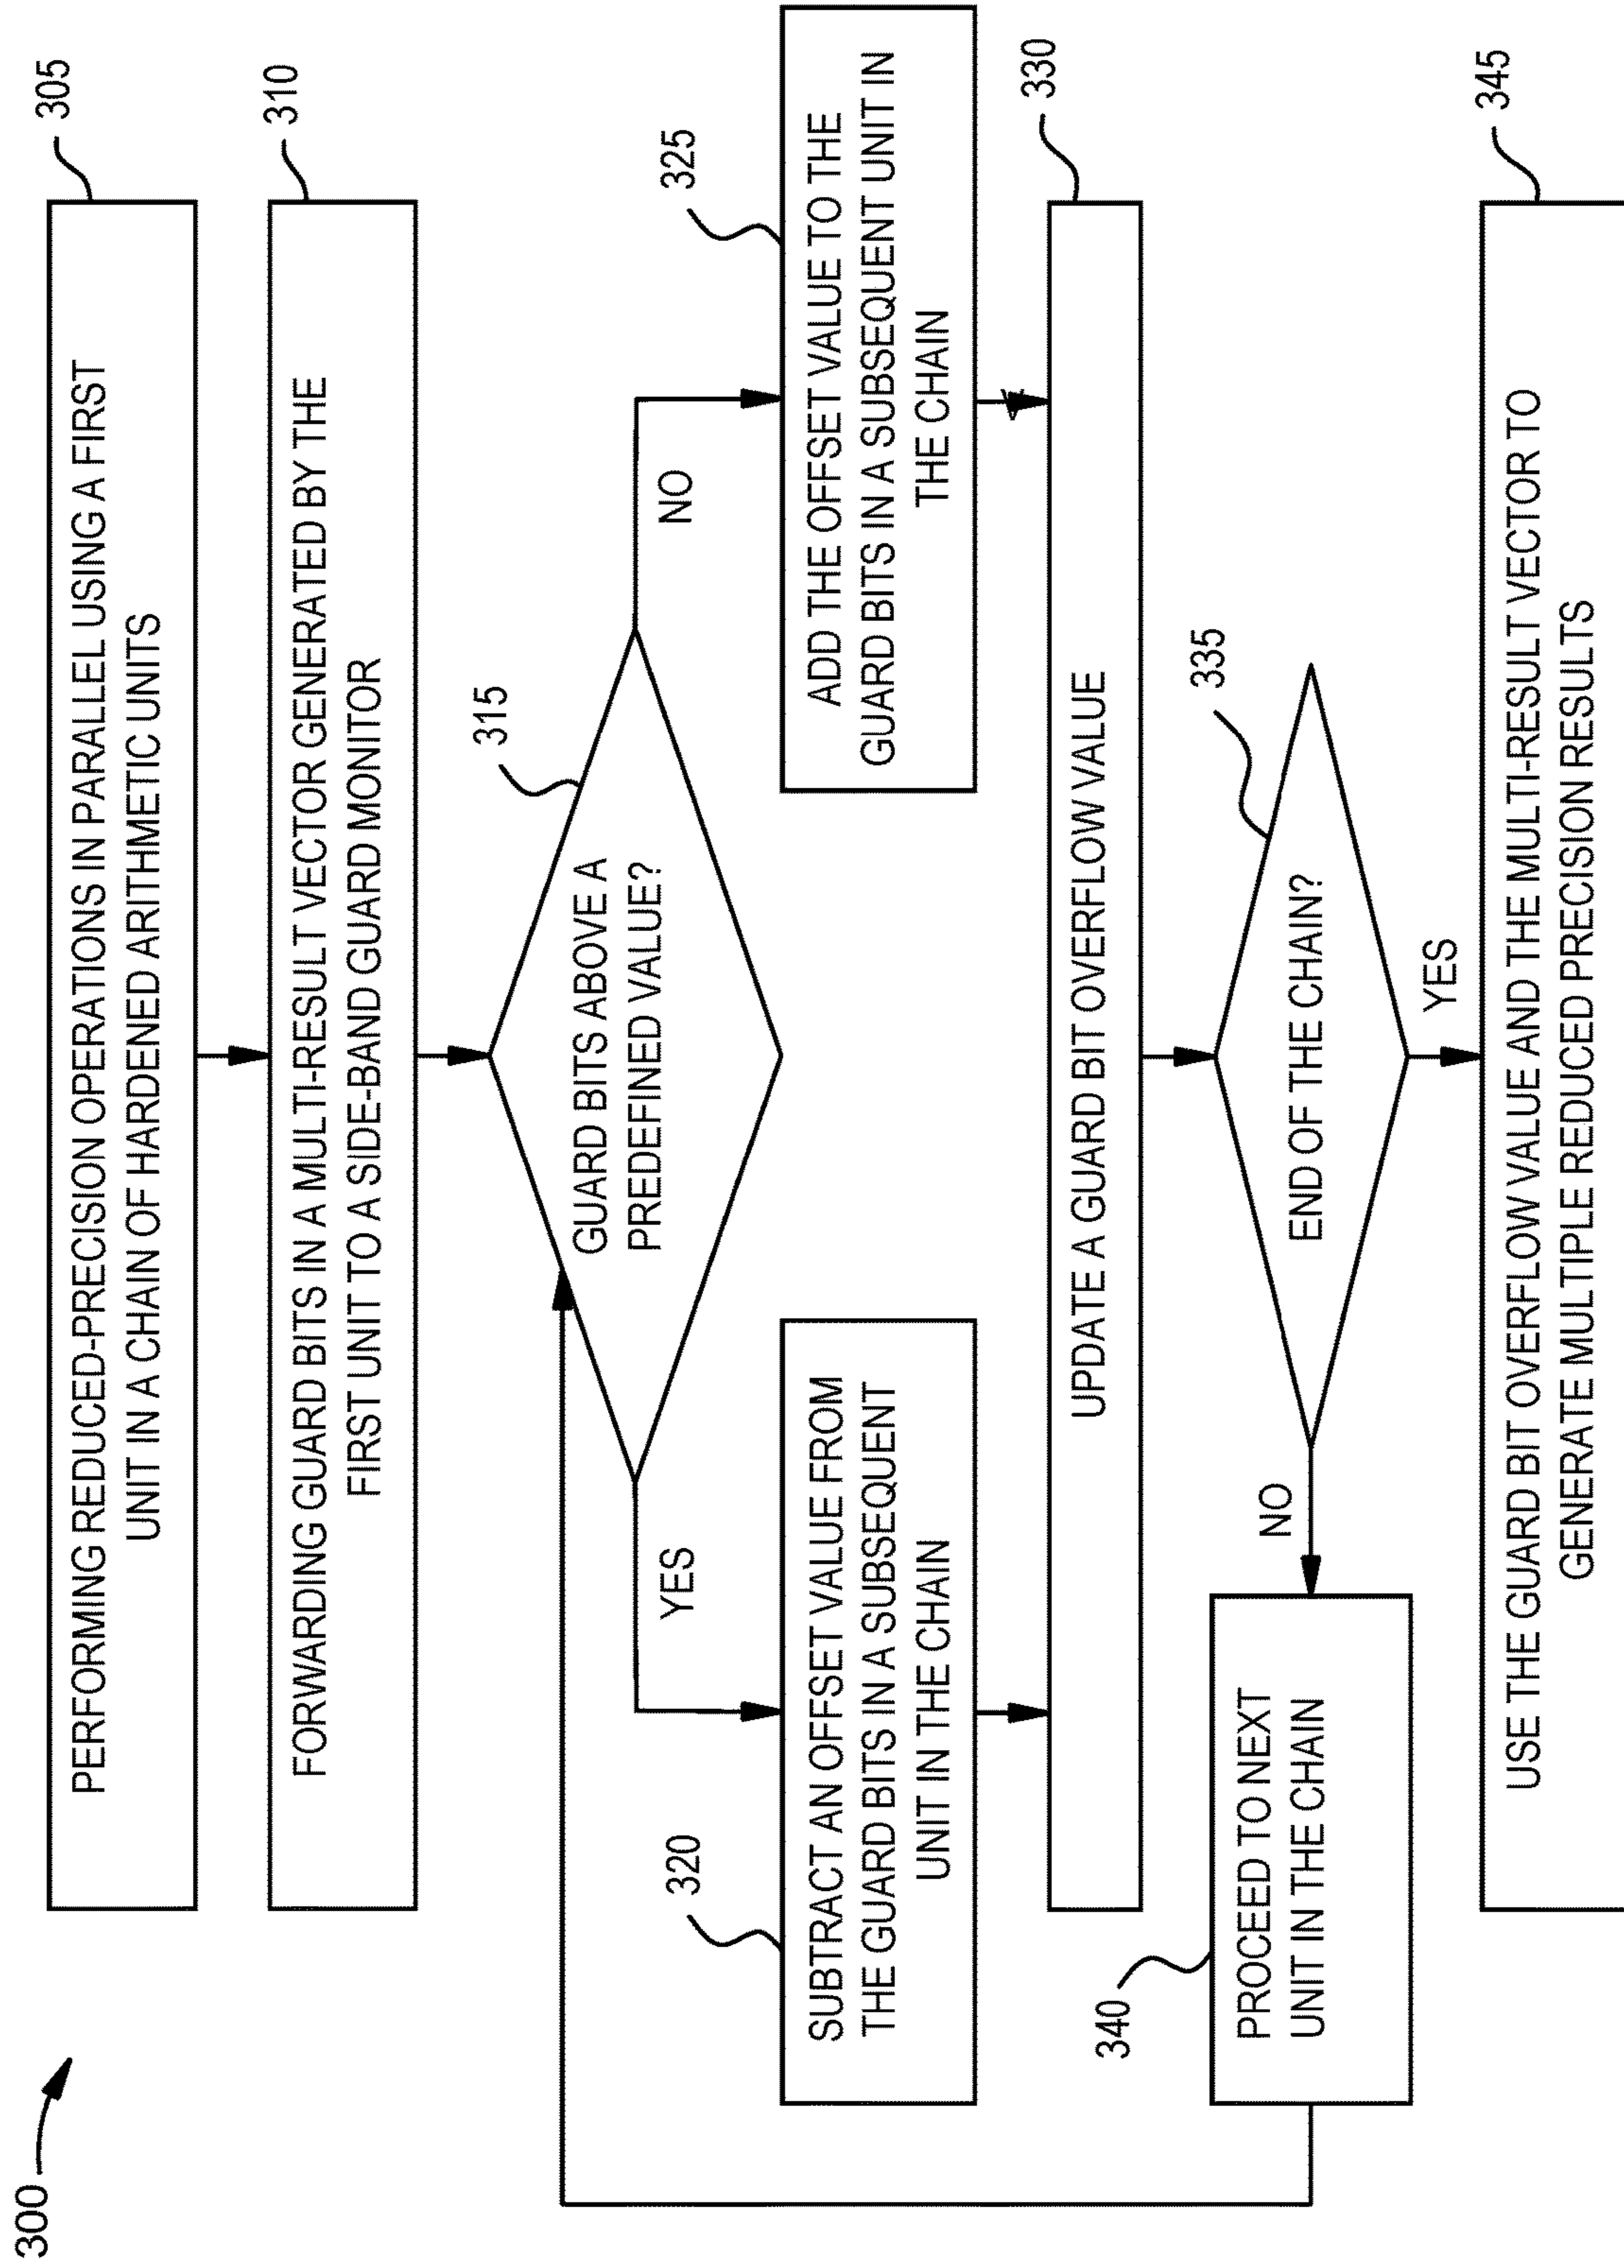 300
305
PERFORMING REDUCED-PRECISION OPERATIONS IN PARALLEL USING A FIRST
UNIT IN A CHAIN OF HARDENED ARITHMETIC UNITS
310
FORWARDING GUARD BITS IN A MULTI-RESULT VECTOR GENERATED BY THE
FIRST UNIT TO A SIDE-BAND GUARD MONITOR
315
GUARD BITS ABOVE A
PREDEFINED VALUE?
YES
NO
320
SUBTRACT AN OFFSET VALUE FROM
THE GUARD BITS IN A SUBSEQUENT
UNIT IN THE CHAIN
325
ADD THE OFFSET VALUE TO THE
GUARD BITS IN A SUBSEQUENT UNIT IN
THE CHAIN
330
UPDATE A GUARD BIT OVERFLOW VALUE
335
END OF THE CHAIN?
NO
YES
340
PROCEED TO NEXT
UNIT IN THE CHAIN
345
USE THE GUARD BIT OVERFLOW VALUE AND THE MULTI-RESULT VECTOR TO
GENERATE MULTIPLE REDUCED PRECISION RESULTS